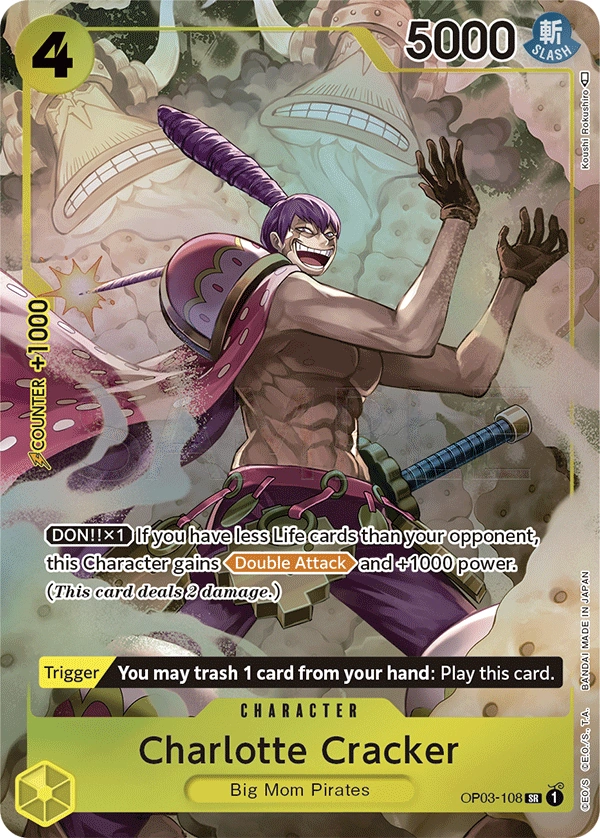 4
5000
斬
SLASH
Koushi Rokushiro
COUNTER +1000
SAMPLE
DON!!×1 If you have less Life cards than your opponent,
this Character gains Double Attack and +1000 power.
(This card deals 2 damage.)
Trigger You may trash 1 card from your hand: Play this card.
CHARACTER
Charlotte Cracker
Big Mom Pirates
OP03-108 SR 1
©E.O/S ©E.O./S., T.A. BANDAI MADE IN JAPAN